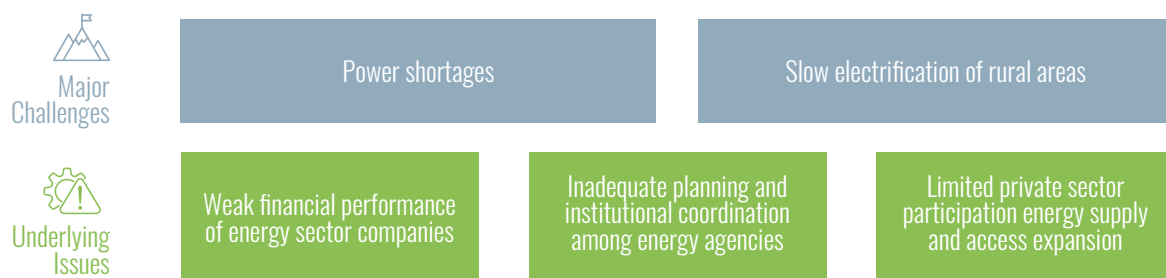 Major
Challenges
Power shortages
Slow electrification of rural areas
Underlying
Issues
Weak financial performance
of energy sector companies
Inadequate planning and
institutional coordination
among energy agencies
Limited private sector
participation energy supply
and access expansion